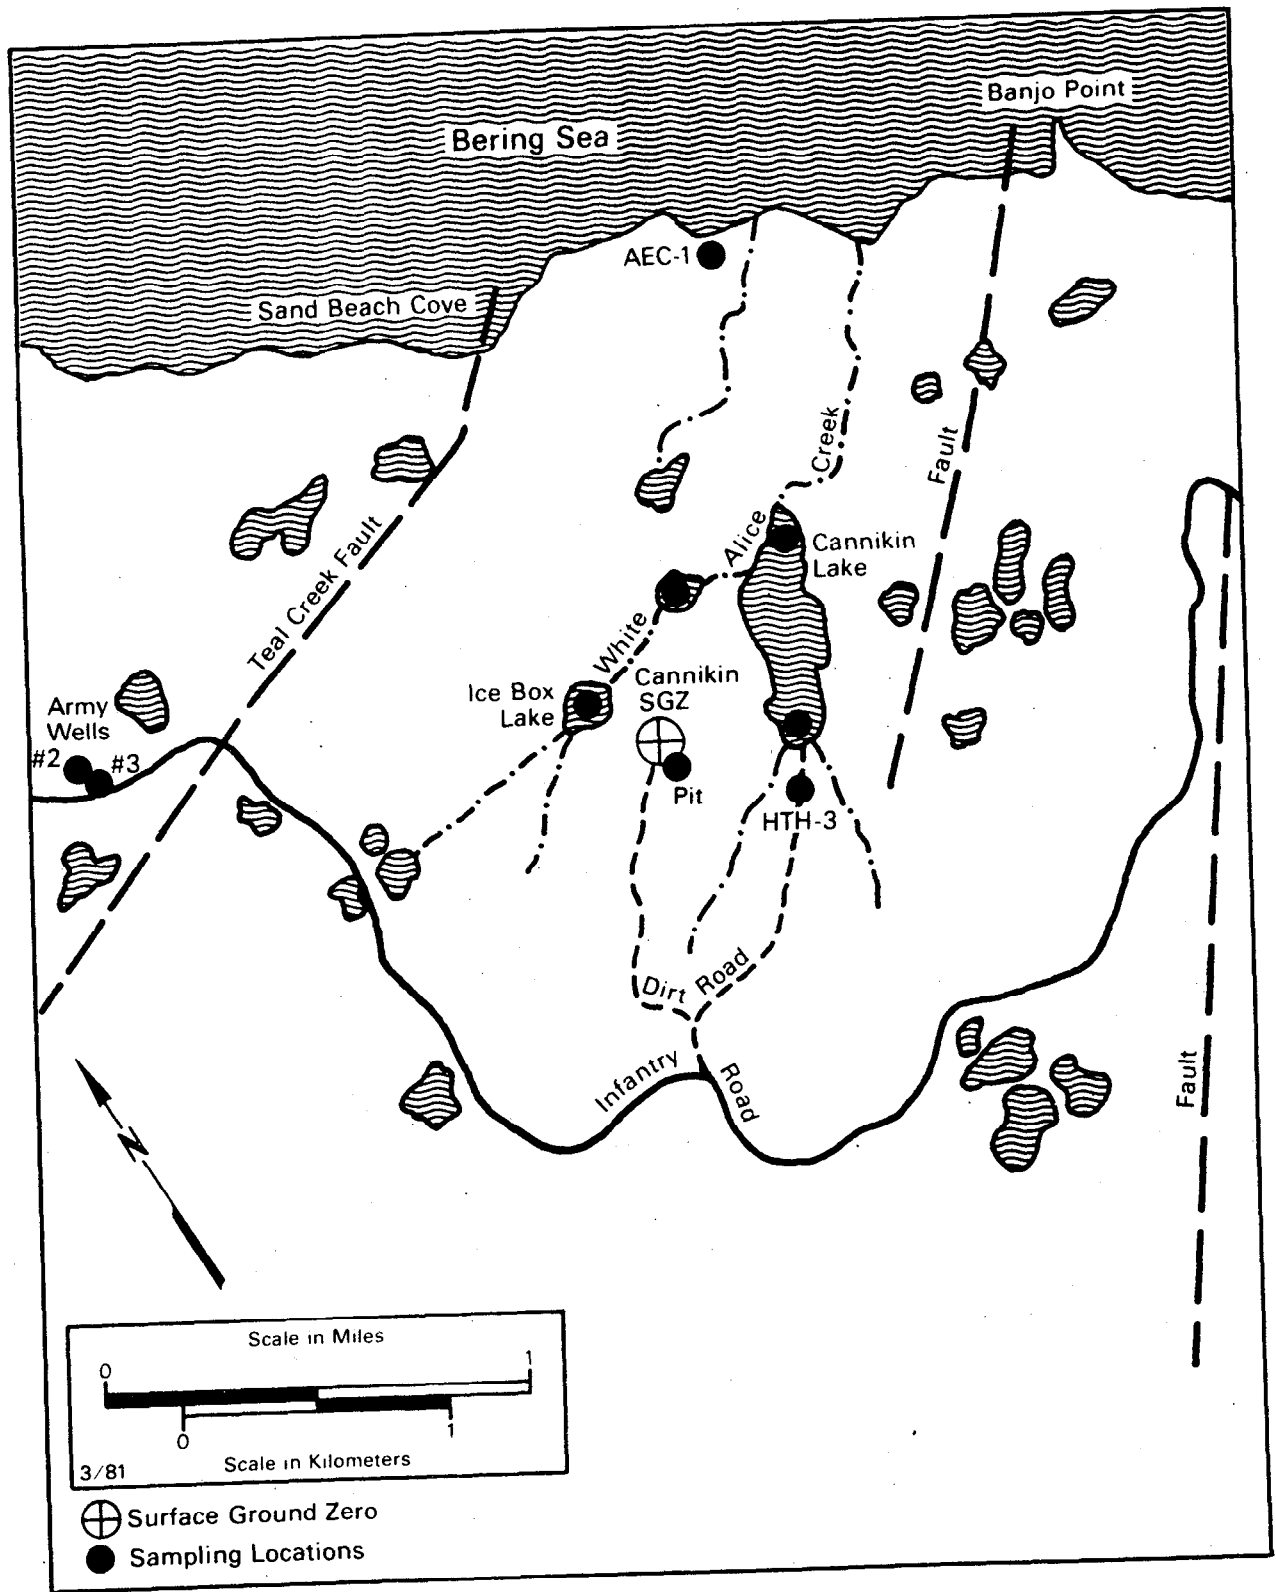 Banjo Point
Bering Sea
AEC-1
Sand Beach Cove
Creek
Fault
Alice
Cannikin
Lake
Teal Creek Fault
White
Cannikin
SGZ
Ice Box
Lake
Army
Wells
#2
#3
Pit
HTH-3
Dirt Road
Infantry
Road
Fault
N
Scale in Miles
0
1
0
1
Scale in Kilometers
3/81
Surface Ground Zero
Sampling Locations